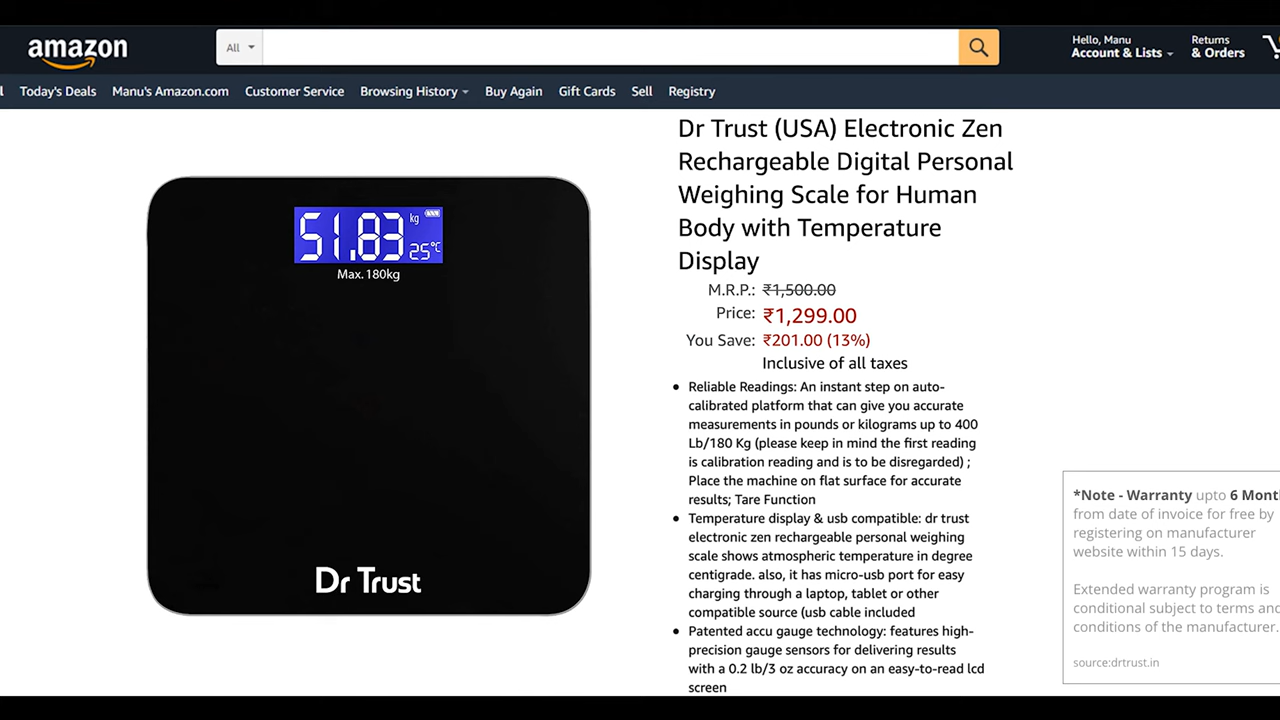 amazon
All
Hello, Manu
Account & Lists
Returns
& Orders
Today's Deals
Manu's Amazon.com
Customer Service
Browsing History
Buy Again
Gift Cards
Sell
Registry
51.83 kg
25°C
Max. 180kg
Dr Trust
Dr Trust (USA) Electronic Zen
Rechargeable Digital Personal
Weighing Scale for Human
Body with Temperature
Display
M.R.P.: ₹1,500.00
Price: ₹1,299.00
You Save: ₹201.00 (13%)
Inclusive of all taxes
• Reliable Readings: An instant step on auto-
calibrated platform that can give you accurate
measurements in pounds or kilograms up to 400
Lb/180 Kg (please keep in mind the first reading
is calibration reading and is to be disregarded) ;
Place the machine on flat surface for accurate
results; Tare Function
• Temperature display & usb compatible: dr trust
electronic zen rechargeable personal weighing
scale shows atmospheric temperature in degree
centigrade. also, it has micro-usb port for easy
charging through a laptop, tablet or other
compatible source (usb cable included
• Patented accu gauge technology: features high-
precision gauge sensors for delivering results
with a 0.2 lb/3 oz accuracy on an easy-to-read lcd
screen
*Note - Warranty upto 6 Mont
from date of invoice for free by
registering on manufacturer
website within 15 days.
Extended warranty program is
conditional subject to terms and
conditions of the manufacturer.
source:drtrust.in